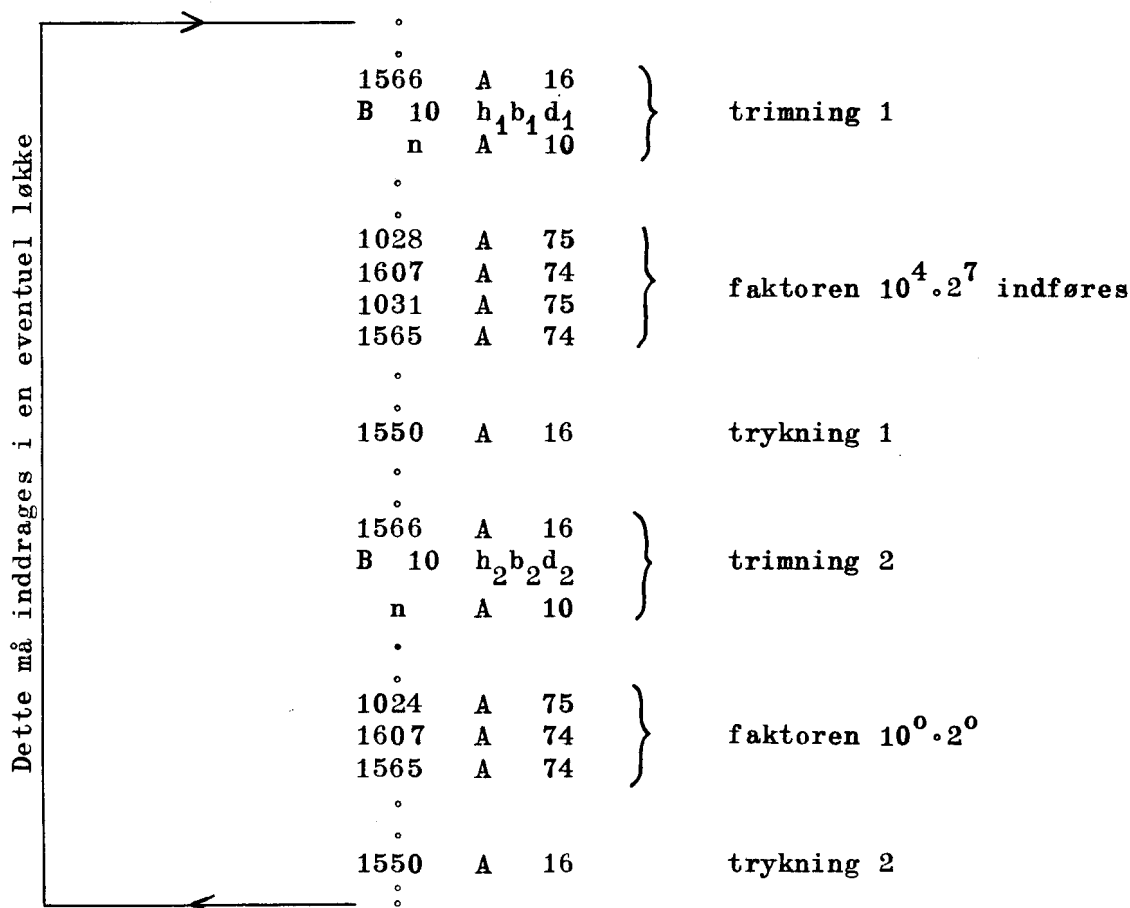 Dette må inddrages i en eventuel løkke
1566 A 16
B 10 h₁b₁d₁ trimning 1
n A 10
1028 A 75
1607 A 74
faktoren 10⁴∘2⁷ indføres
1031 A 75
1565 A 74
1550 A 16 trykning 1
1566 A 16
B 10 h₂b₂d₂ trimning 2
n A 10
1024 A 75
1607 A 74 faktoren 10⁰∘2⁰
1565 A 74
1550 A 16 trykning 2